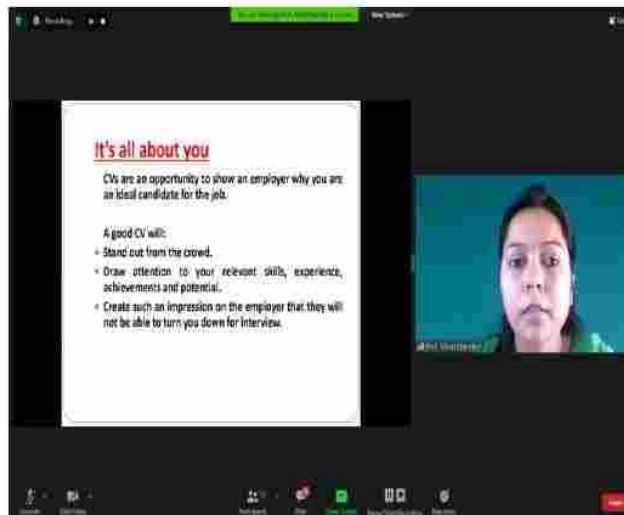 Recording
It's all about you
CVs are an opportunity to show an employer why you are
an ideal candidate for the job.
A good CV will:
Stand out from the crowd.
Draw attention to your relevant skills, experience,
achievements and potential.
Create such an impression on the employer that they will
not be able to turn you down for interview.